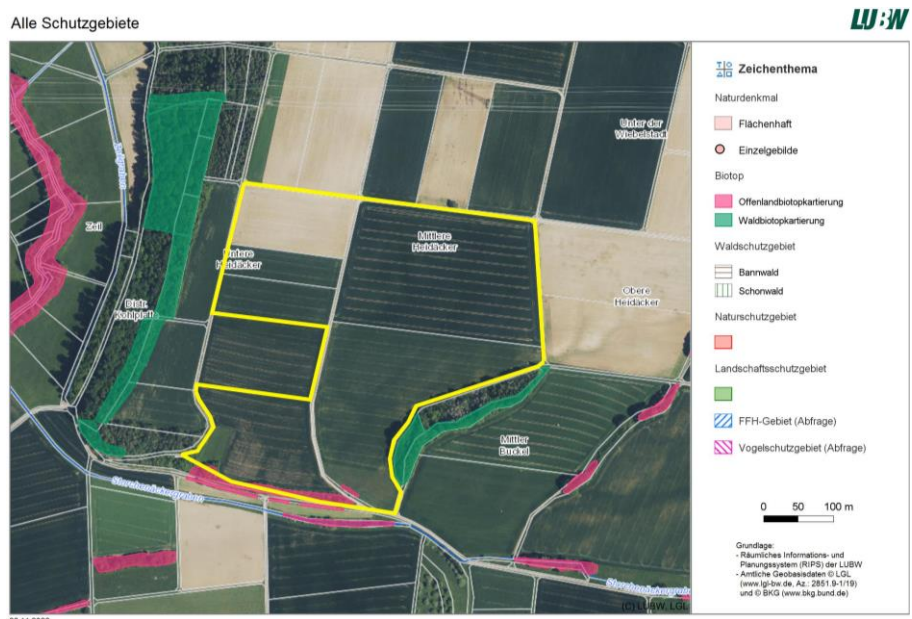 Alle Schutzgebiete
LUBW
Unter der
Wiebelstadt
Zeil
Mittlere
Heidäcker
Untere
Heidäcker
Obere
Heidäcker
Distr.
Kohlplatte
Mittler
Buckel
Storchenäckergraben
(C) LUBW, LGL
Zeichenthema
Naturdenkmal
Flächenhaft
Einzelgebilde
Biotop
Offenlandbiotopkartierung
Waldbiotopkartierung
Waldschutzgebiet
Bannwald
Schonwald
Naturschutzgebiet
Landschaftsschutzgebiet
FFH-Gebiet (Abfrage)
Vogelschutzgebiet (Abfrage)
0 50 100 m
Grundlage:
- Räumliches Informations- und
Planungssystem (RIPS) der LUBW
- Amtliche Geobasisdaten © LGL
(www.lgl-bw.de, Az.: 2851.9-1/19)
und © BKG (www.bkg.bund.de)